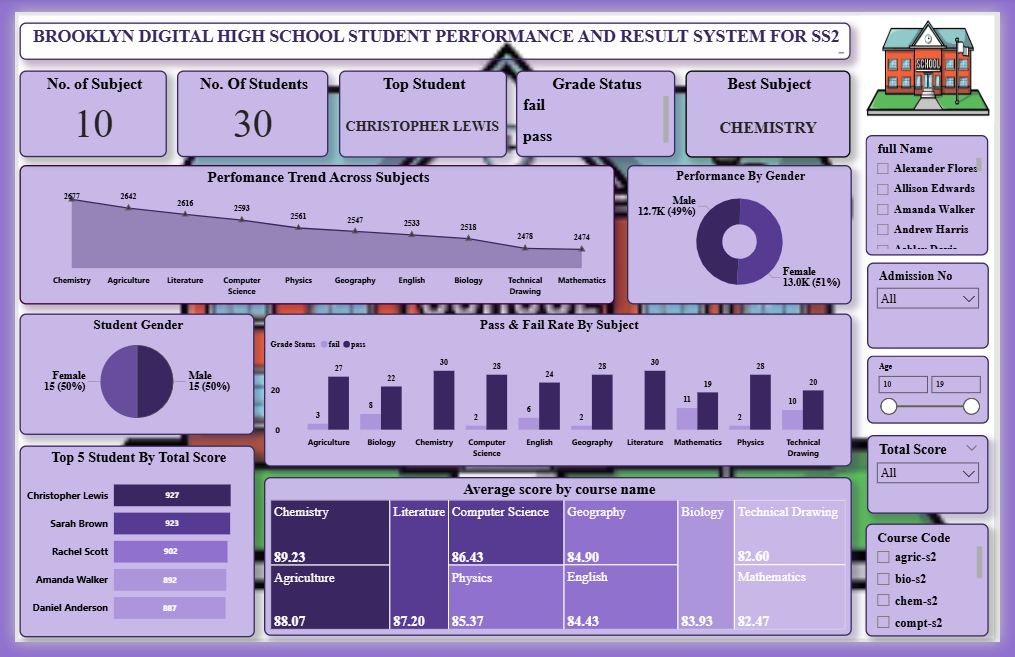 BROOKLYN DIGITAL HIGH SCHOOL STUDENT PERFORMANCE AND RESULT SYSTEM FOR SS2
SCHOOL
No. of Subject
10
No. Of Students
30
Top Student
CHRISTOPHER LEWIS
Grade Status
fail
pass
Best Subject
CHEMISTRY
full Name
Alexander Flores
Allison Edwards
Amanda Walker
Andrew Harris
Perfomance Trend Across Subjects
2677 2642 2616 2593 2561 2547 2533 2518 2478 2474
Chemistry Agriculture Literature Computer Science Physics Geography English Biology Technical Drawing Mathematics
Performance By Gender
Male
12.7K (49%)
Female
13.0K (51%)
Admission No
All
Student Gender
Female
15 (50%)
Male
15 (50%)
Pass & Fail Rate By Subject
Grade Status fail pass
20
0
3 27 8 22 30 2 28 6 24 2 28 30 11 19 2 28 10 20
Agriculture Biology Chemistry Computer Science English Geography Literature Mathematics Physics Technical Drawing
Age
10 19
Total Score
All
Top 5 Student By Total Score
Christopher Lewis 927
Sarah Brown 923
Rachel Scott 902
Amanda Walker 892
Daniel Anderson 887
Average score by course name
Chemistry
89.23
Agriculture
88.07
Literature
87.20
Computer Science
86.43
Physics
85.37
Geography
84.90
English
84.43
Biology
83.93
Technical Drawing
82.60
Mathematics
82.47
Course Code
agric-s2
bio-s2
chem-s2
compt-s2